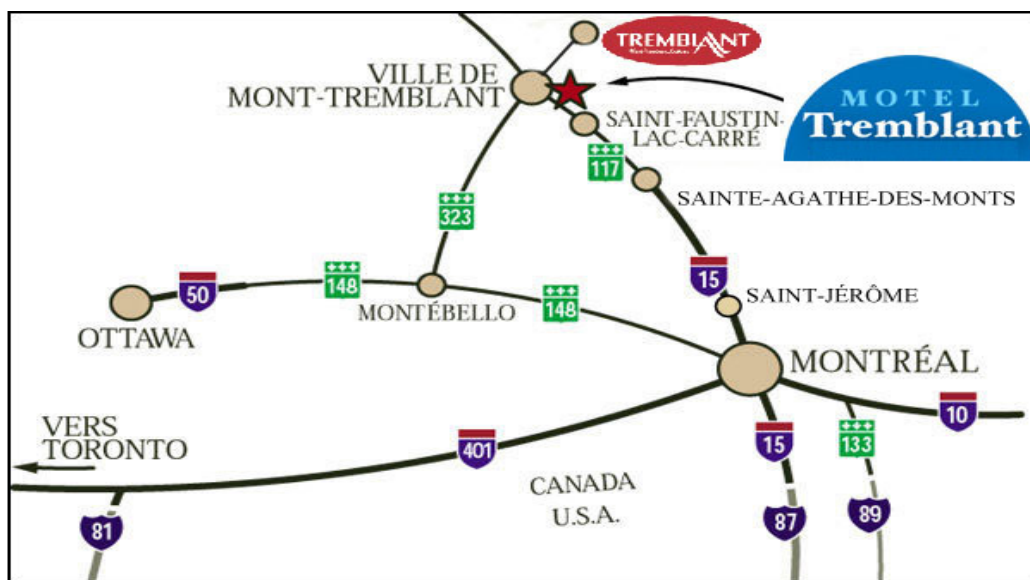 TREMBLANT
VILLE DE
MONT-TREMBLANT
MOTEL
Tremblant
SAINT-FAUSTIN-
LAC-CARRÉ
117
SAINTE-AGATHE-DES-MONTS
323
15
50
148
148
SAINT-JÉRÔME
OTTAWA
MONTÉBELLO
MONTRÉAL
10
VERS
TORONTO
401
15
133
CANADA
U.S.A.
81
87
89